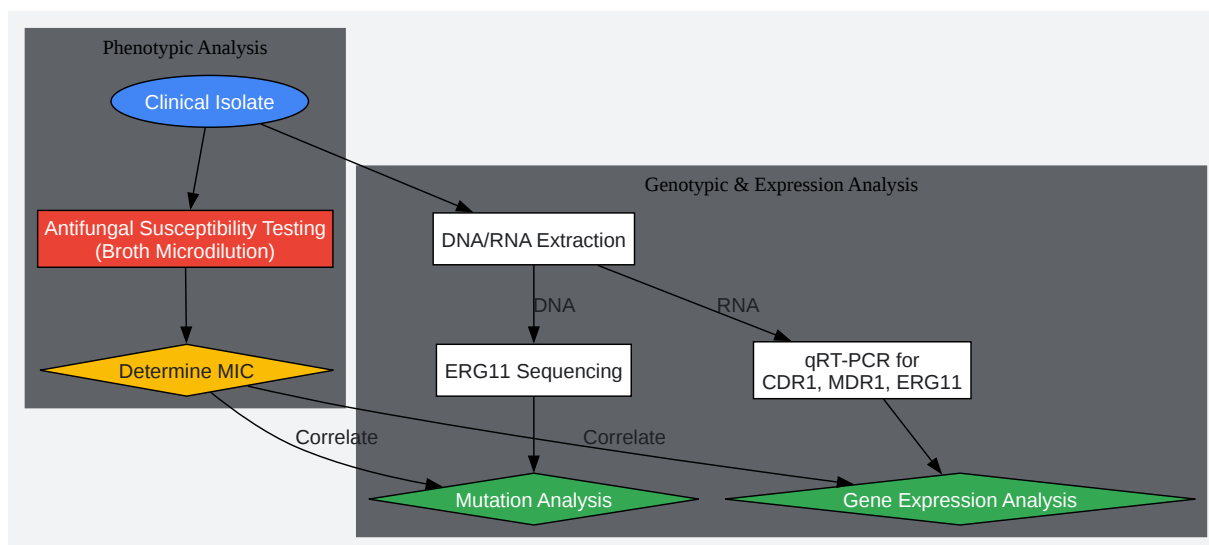 Phenotypic Analysis
Clinical Isolate
Genotypic & Expression Analysis
Antifungal Susceptibility Testing
(Broth Microdilution)
DNA/RNA Extraction
DNA
RNA
Determine MIC
ERG11 Sequencing
qRT-PCR for
CDR1, MDR1, ERG11
Correlate
Correlate
Mutation Analysis
Gene Expression Analysis